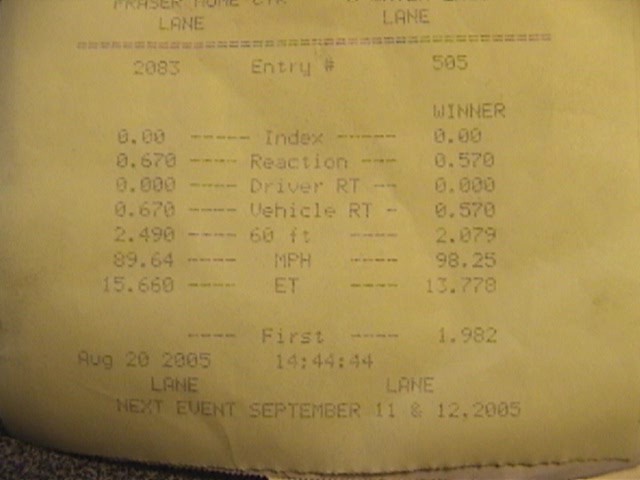 FRASER HOME CTR
LANE LANE
====================================================
2083 Entry # 505
WINNER
0.00 ----- Index ----- 0.00
0.670 ---- Reaction --- 0.570
0.000 ---- Driver RT -- 0.000
0.670 ---- Vehicle RT - 0.570
2.490 ---- 60 ft ---- 2.079
89.64 ---- MPH ---- 98.25
15.660 ---- ET ---- 13.778
---- First ---- 1.982
Aug 20 2005 14:44:44
LANE LANE
NEXT EVENT SEPTEMBER 11 & 12,2005